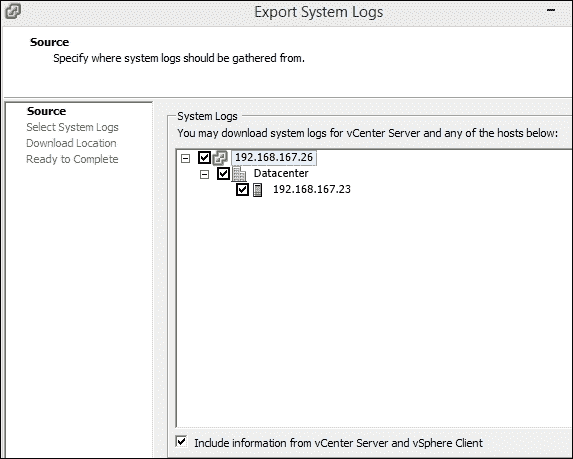 Export System Logs
Source
Specify where system logs should be gathered from.
Source
Select System Logs
Download Location
Ready to Complete
System Logs
You may download system logs for vCenter Server and any of the hosts below:
192.168.167.26
Datacenter
192.168.167.23
Include information from vCenter Server and vSphere Client